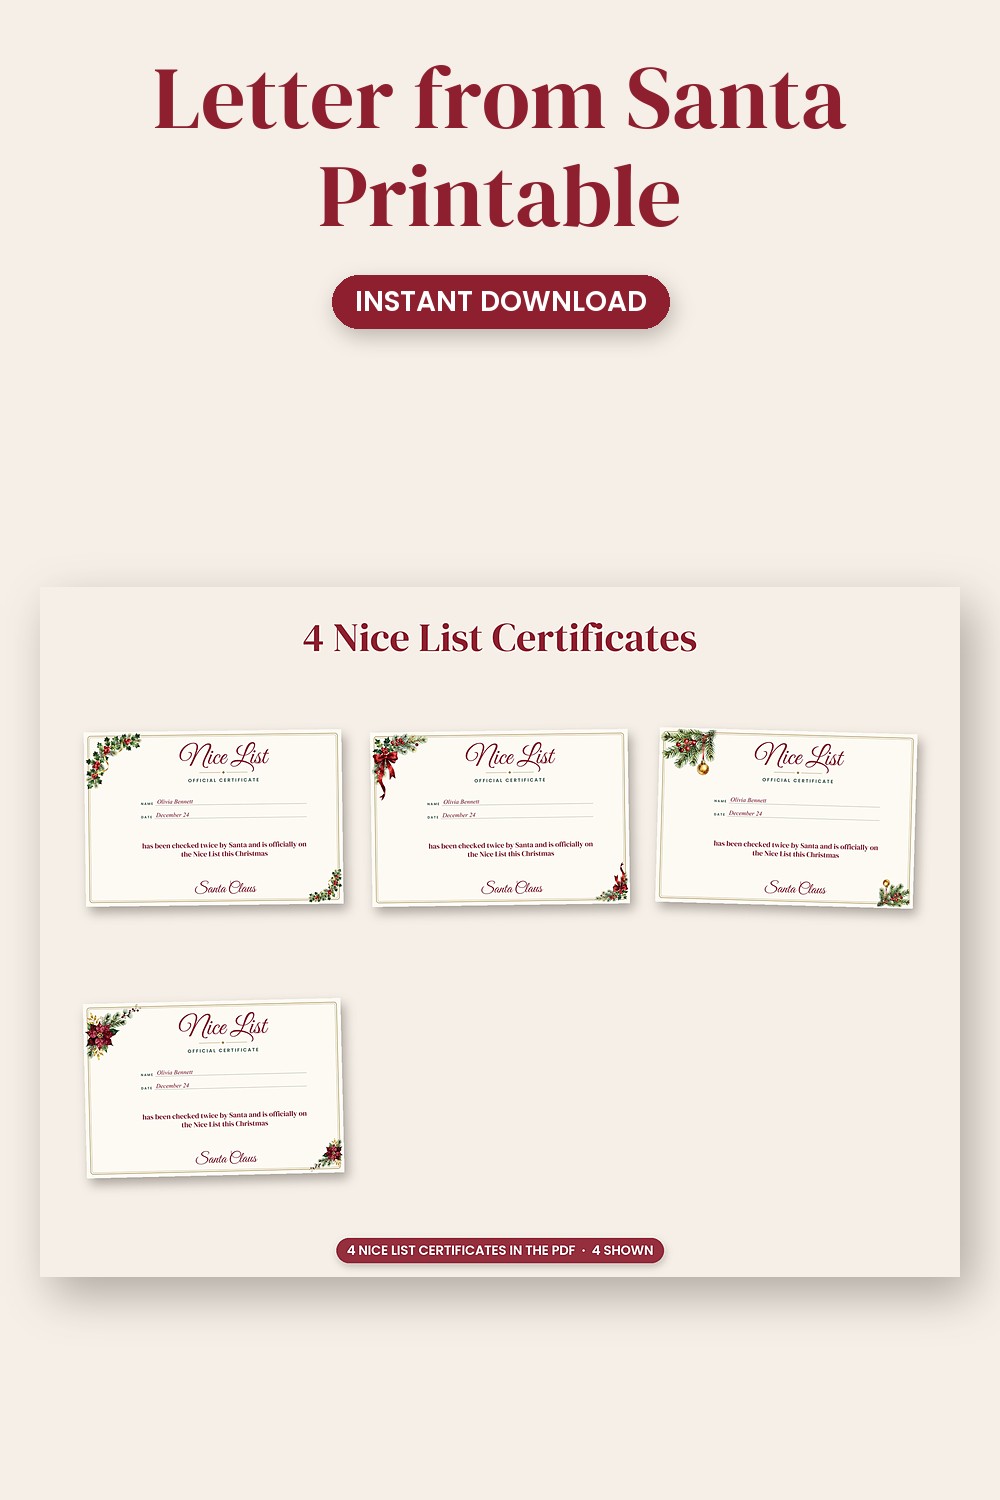 Letter from Santa
Printable
INSTANT DOWNLOAD
4 Nice List Certificates
Nice List
OFFICIAL CERTIFICATE
NAME Olivia Bennett
DATE December 24
has been checked twice by Santa and is officially on
the Nice List this Christmas
Santa Claus
Nice List
OFFICIAL CERTIFICATE
NAME Olivia Bennett
DATE December 24
has been checked twice by Santa and is officially on
the Nice List this Christmas
Santa Claus
Nice List
OFFICIAL CERTIFICATE
NAME Olivia Bennett
DATE December 24
has been checked twice by Santa and is officially on
the Nice List this Christmas
Santa Claus
Nice List
OFFICIAL CERTIFICATE
NAME Olivia Bennett
DATE December 24
has been checked twice by Santa and is officially on
the Nice List this Christmas
Santa Claus
4 NICE LIST CERTIFICATES IN THE PDF · 4 SHOWN